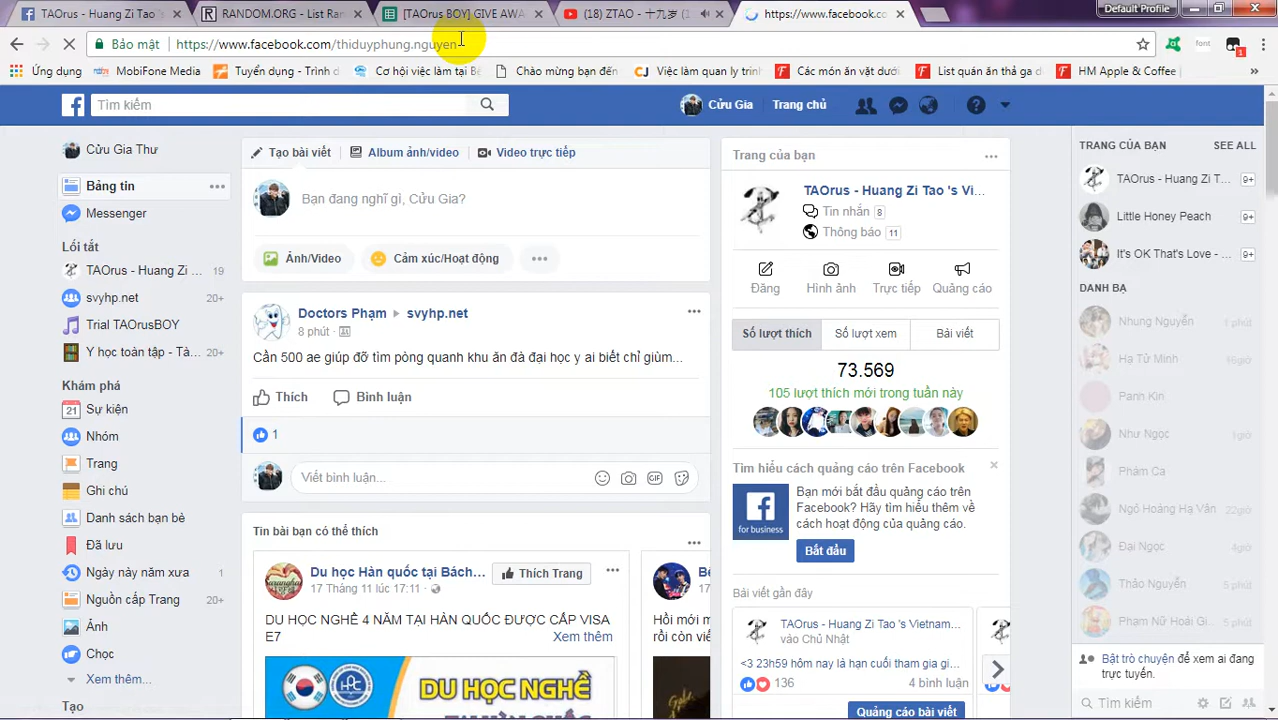 TAOrus - Huang Zi Tao'
RANDOM.ORG - List Ran
[TAOrus BOY] GIVE AWA
(18) ZTAO - 十九岁 (1
https://www.facebook.co
Default Profile
Bảo mật
https://www.facebook.com/thiduyphung.nguyen
font
1
Ứng dụng
MobiFone Media
Tuyển dụng - Trình d
Cơ hội việc làm tại Bệ
Chào mừng bạn đến
Việc làm quan ly trinh
Các món ăn vặt dưới
List quán ăn thả ga d
HM Apple & Coffee |
Tìm kiếm
Cửu Gia
Trang chủ
Cửu Gia Thư
Bảng tin
Messenger
Lối tắt
TAOrus - Huang Zi ...
19
svyhp.net
20+
Trial TAOrusBOY
Y học toàn tập - Tà...
20+
Khám phá
21
Sự kiện
Nhóm
Trang
Ghi chú
Danh sách bạn bè
Đã lưu
Ngày này năm xưa
1
Nguồn cấp Trang
20+
Ảnh
Chọc
Xem thêm...
Tạo
Tạo bài viết
Album ảnh/video
Video trực tiếp
Bạn đang nghĩ gì, Cửu Gia?
Ảnh/Video
Cảm xúc/Hoạt động
Doctors Phạm
svyhp.net
8 phút
Cần 500 ae giúp đỡ tìm pòng quanh khu ăn đà đại học y ai biết chỉ giùm...
Thích
Bình luận
1
Viết bình luận...
GIF
Tin bài bạn có thể thích
Du học Hàn quốc tại Bách...
Thích Trang
17 Tháng 11 lúc 17:11
DU HỌC NGHỀ 4 NĂM TẠI HÀN QUỐC ĐƯỢC CẤP VISA
E7
Xem thêm
DU HỌC NGHỀ
Hồi mới m
rồi còn viế
Trang của bạn
TAOrus - Huang Zi Tao 's Vi...
Tin nhắn
8
Thông báo
11
Đăng
Hình ảnh
Trực tiếp
Quảng cáo
Số lượt thích
Số lượt xem
Bài viết
73.569
105 lượt thích mới trong tuần này
Tìm hiểu cách quảng cáo trên Facebook
for business
Bạn mới bắt đầu quảng cáo trên
Facebook? Hãy tìm hiểu thêm về
cách hoạt động của quảng cáo.
Bắt đầu
Bài viết gần đây
TAOrus - Huang Zi Tao 's Vietnam...
vào Chủ Nhật
<3 23h59 hôm nay là hạn cuối tham gia gi...
136
4 bình luận
Quảng cáo bài viết
TRANG CỦA BẠN
SEE ALL
TAOrus - Huang Zi T...
9+
Little Honey Peach
9+
It's OK That's Love - ...
9+
DANH BẠ
Nhung Nguyễn
1 phút
Hạ Tử Minh
Panh Kin
Như Ngọc
1giờ
Phám Ca
Ngó Hoáng Hạ Vân
22giờ
Đại Ngọc
4giờ
Thảo Nguyễn
5 phút
Phạm Nữ Hoài Gi...
5 phút
Bật trò chuyện để xem ai đang
trực tuyến.
Tìm kiếm